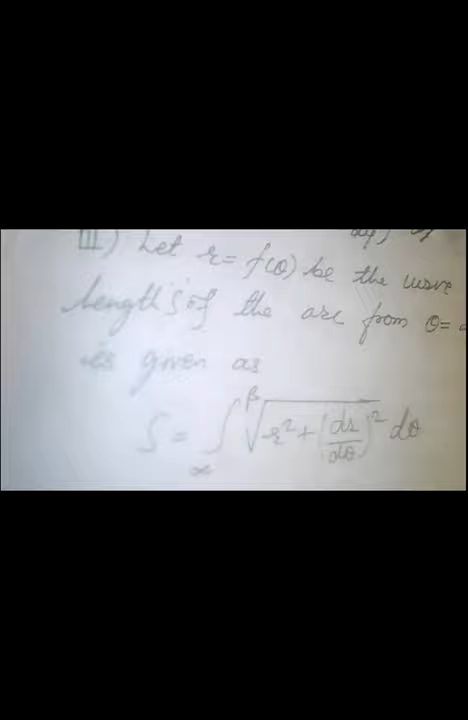 III) Let r = f(θ) be the curve
length 'S' of the arc from θ=
is given as
S = ∫_α^β √(r² + (dr/dθ)²) dθ